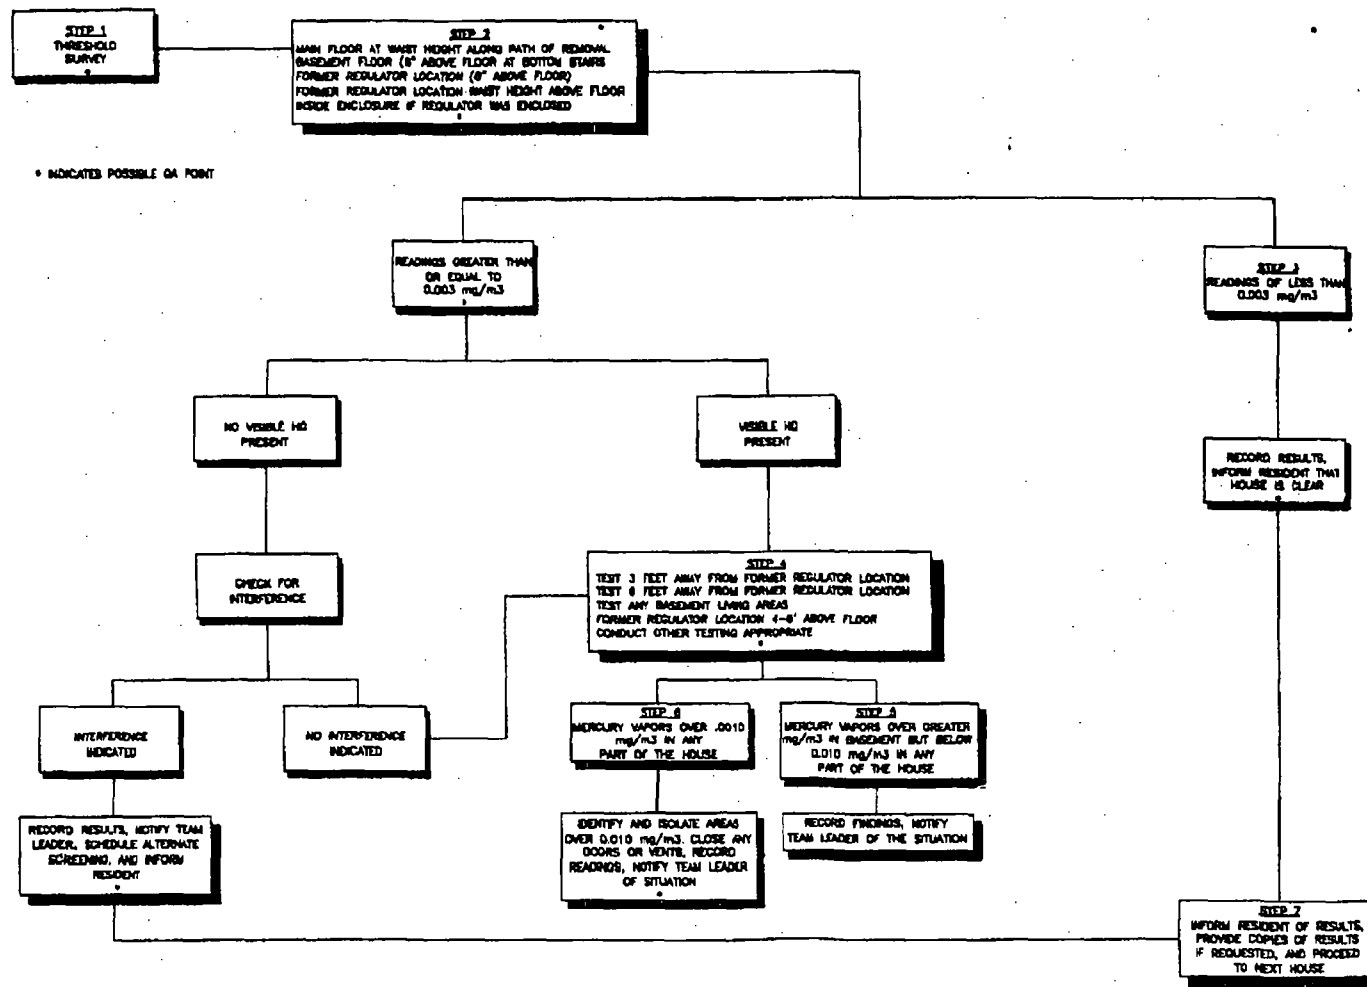 STEP 1
THRESHOLD
SURVEY
*
STEP 2
MAIN FLOOR AT WAIST HEIGHT ALONG PATH OF REMOVAL
BASEMENT FLOOR (6" ABOVE FLOOR AT BOTTOM STAIRS
FORMER REGULATOR LOCATION (6" ABOVE FLOOR)
FORMER REGULATOR LOCATION WAIST HEIGHT ABOVE FLOOR
INSIDE ENCLOSURE IF REGULATOR WAS ENCLOSED
*
* INDICATES POSSIBLE QA POINT
READINGS GREATER THAN
OR EQUAL TO
0.003 mg/m3
*
STEP 3
READINGS OF LESS THAN
0.003 mg/m3
NO VISIBLE HG
PRESENT
VISIBLE HG
PRESENT
RECORD RESULTS,
INFORM RESIDENT THAT
HOUSE IS CLEAR
*
CHECK FOR
INTERFERENCE
STEP 4
TEST 3 FEET AWAY FROM FORMER REGULATOR LOCATION
TEST 6 FEET AWAY FROM FORMER REGULATOR LOCATION
TEST ANY BASEMENT LIVING AREAS
FORMER REGULATOR LOCATION 4-6' ABOVE FLOOR
CONDUCT OTHER TESTING APPROPRIATE
*
INTERFERENCE
INDICATED
NO INTERFERENCE
INDICATED
STEP 6
MERCURY VAPORS OVER .0010
mg/m3 IN ANY
PART OF THE HOUSE
STEP 5
MERCURY VAPORS OVER GREATER
mg/m3 IN BASEMENT BUT BELOW
0.010 mg/m3 IN ANY
PART OF THE HOUSE
RECORD RESULTS, NOTIFY TEAM
LEADER, SCHEDULE ALTERNATE
SCREENING, AND INFORM
RESIDENT
*
IDENTIFY AND ISOLATE AREAS
OVER 0.010 mg/m3. CLOSE ANY
DOORS OR VENTS, RECORD
READINGS, NOTIFY TEAM LEADER
OF SITUATION
*
RECORD FINDINGS, NOTIFY
TEAM LEADER OF THE SITUATION
STEP 7
INFORM RESIDENT OF RESULTS,
PROVIDE COPIES OF RESULTS
IF REQUESTED, AND PROCEED
TO NEXT HOUSE